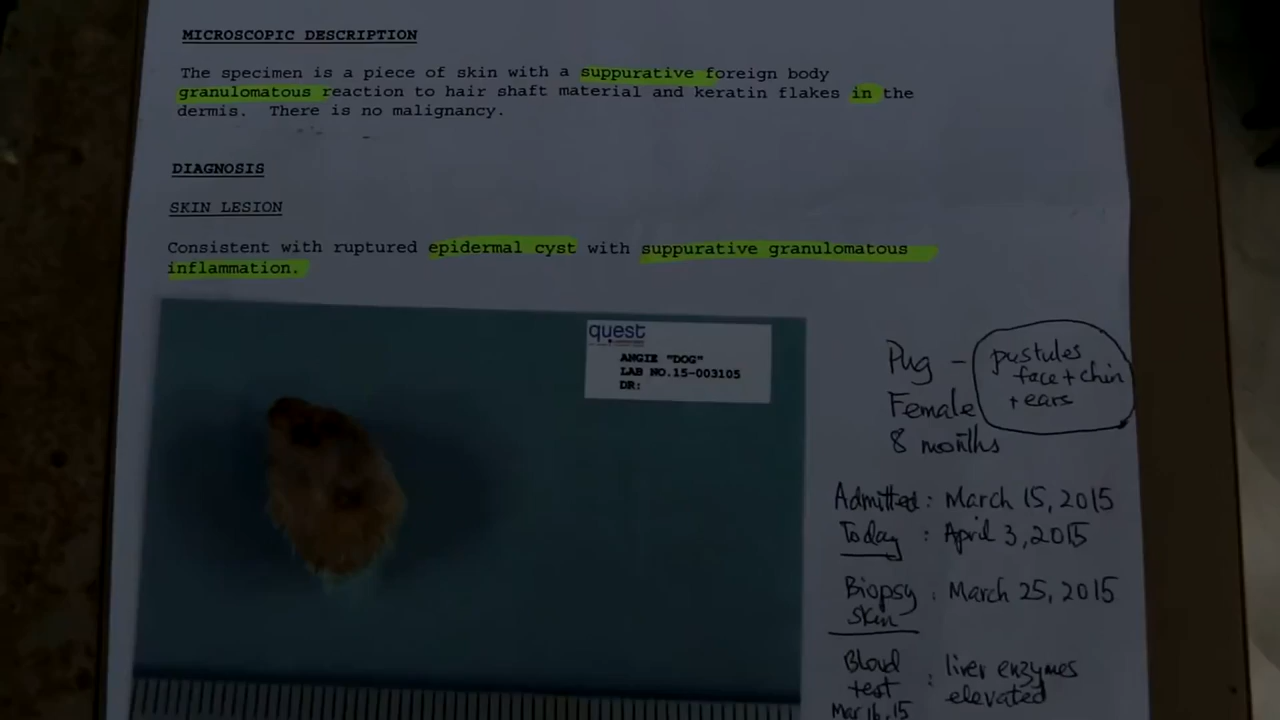 MICROSCOPIC DESCRIPTION
The specimen is a piece of skin with a suppurative foreign body
granulomatous reaction to hair shaft material and keratin flakes in the
dermis. There is no malignancy.
DIAGNOSIS
SKIN LESION
Consistent with ruptured epidermal cyst with suppurative granulomatous
inflammation.
quest
ANGIE "DOG"
LAB NO.15-003105
DR:
Pug - pustules
face + chin
+ ears
Female
8 months
Admitted: March 15, 2015
Today : April 3, 2015
Biopsy : March 25, 2015
skin
Blood : liver enzymes
test elevated
Mar 16, 15